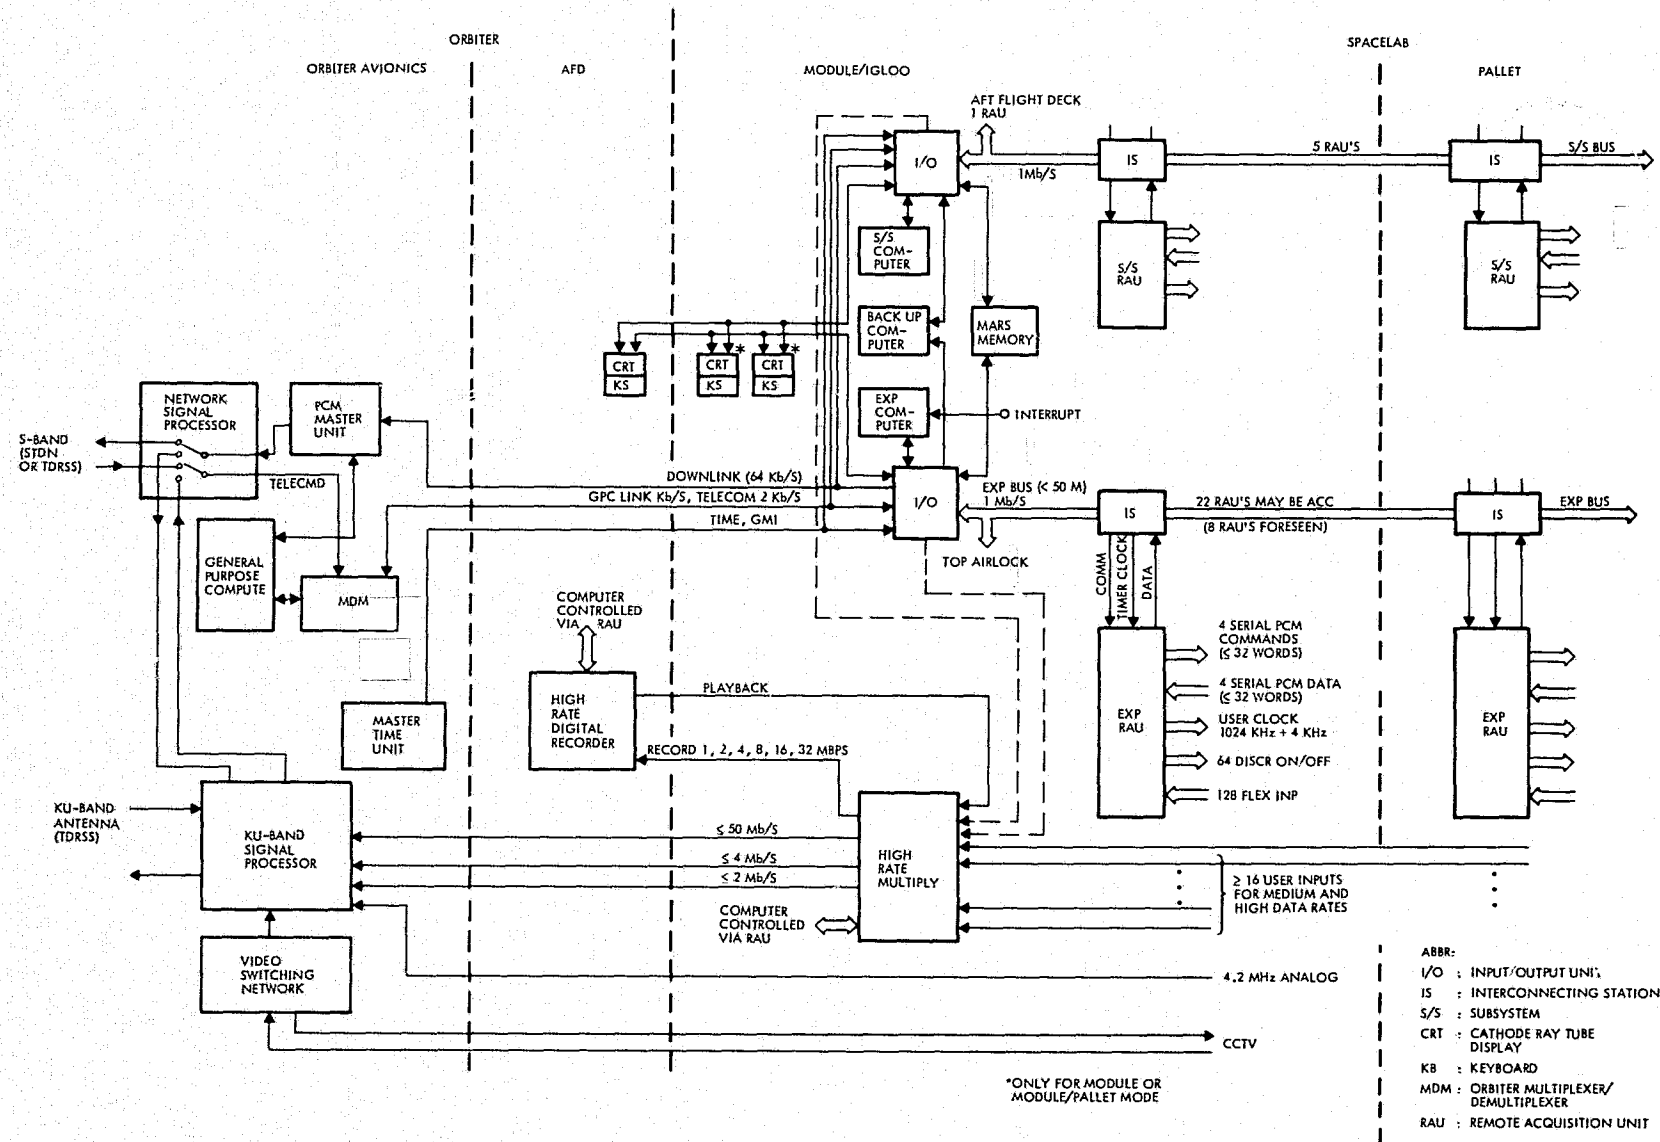 ORBITER
SPACELAB
ORBITER AVIONICS
AFD
MODULE/IGLOO
PALLET
AFT FLIGHT DECK
1 RAU
I/O
1Mb/S
IS
5 RAU'S
IS
S/S BUS
S/S
COM-
PUTER
S/S
RAU
S/S
RAU
BACK UP
COM-
PUTER
MARS
MEMORY
CRT
KS
CRT
KS
*
CRT
KS
*
EXP
COM-
PUTER
INTERRUPT
NETWORK
SIGNAL
PROCESSOR
PCM
MASTER
UNIT
S-BAND
(STDN
OR TDRSS)
TELECMD
DOWNLINK (64 Kb/S)
GPC LINK Kb/S, TELECOM 2 Kb/S
TIME, GMI
I/O
EXP BUS (< 50 M)
1 Mb/S
TOP AIRLOCK
IS
22 RAU'S MAY BE ACC
(8 RAU'S FORESEEN)
IS
EXP BUS
GENERAL
PURPOSE
COMPUTE
MDM
COMM
TIMER CLOCK
DATA
COMPUTER
CONTROLLED
VIA RAU
HIGH
RATE
DIGITAL
RECORDER
PLAYBACK
RECORD 1, 2, 4, 8, 16, 32 MBPS
MASTER
TIME
UNIT
EXP
RAU
4 SERIAL PCM
COMMANDS
(≤ 32 WORDS)
4 SERIAL PCM DATA
(≤ 32 WORDS)
USER CLOCK
1024 KHz + 4 KHz
64 DISCR ON/OFF
128 FLEX INP
EXP
RAU
KU-BAND
ANTENNA
(TDRSS)
KU-BAND
SIGNAL
PROCESSOR
≤ 50 Mb/S
≤ 4 Mb/S
≤ 2 Mb/S
HIGH
RATE
MULTIPLY
COMPUTER
CONTROLLED
VIA RAU
≥ 16 USER INPUTS
FOR MEDIUM AND
HIGH DATA RATES
VIDEO
SWITCHING
NETWORK
4.2 MHz ANALOG
CCTV
*ONLY FOR MODULE OR
MODULE/PALLET MODE
ABBR:
I/O : INPUT/OUTPUT UNIT
IS : INTERCONNECTING STATION
S/S : SUBSYSTEM
CRT : CATHODE RAY TUBE
DISPLAY
KB : KEYBOARD
MDM : ORBITER MULTIPLEXER/
DEMULTIPLEXER
RAU : REMOTE ACQUISITION UNIT